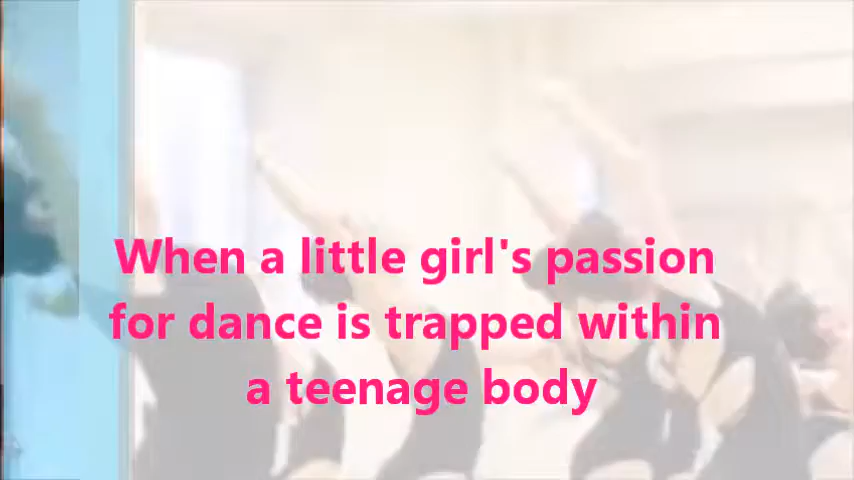 When a little girl's passion
for dance is trapped within
a teenage body